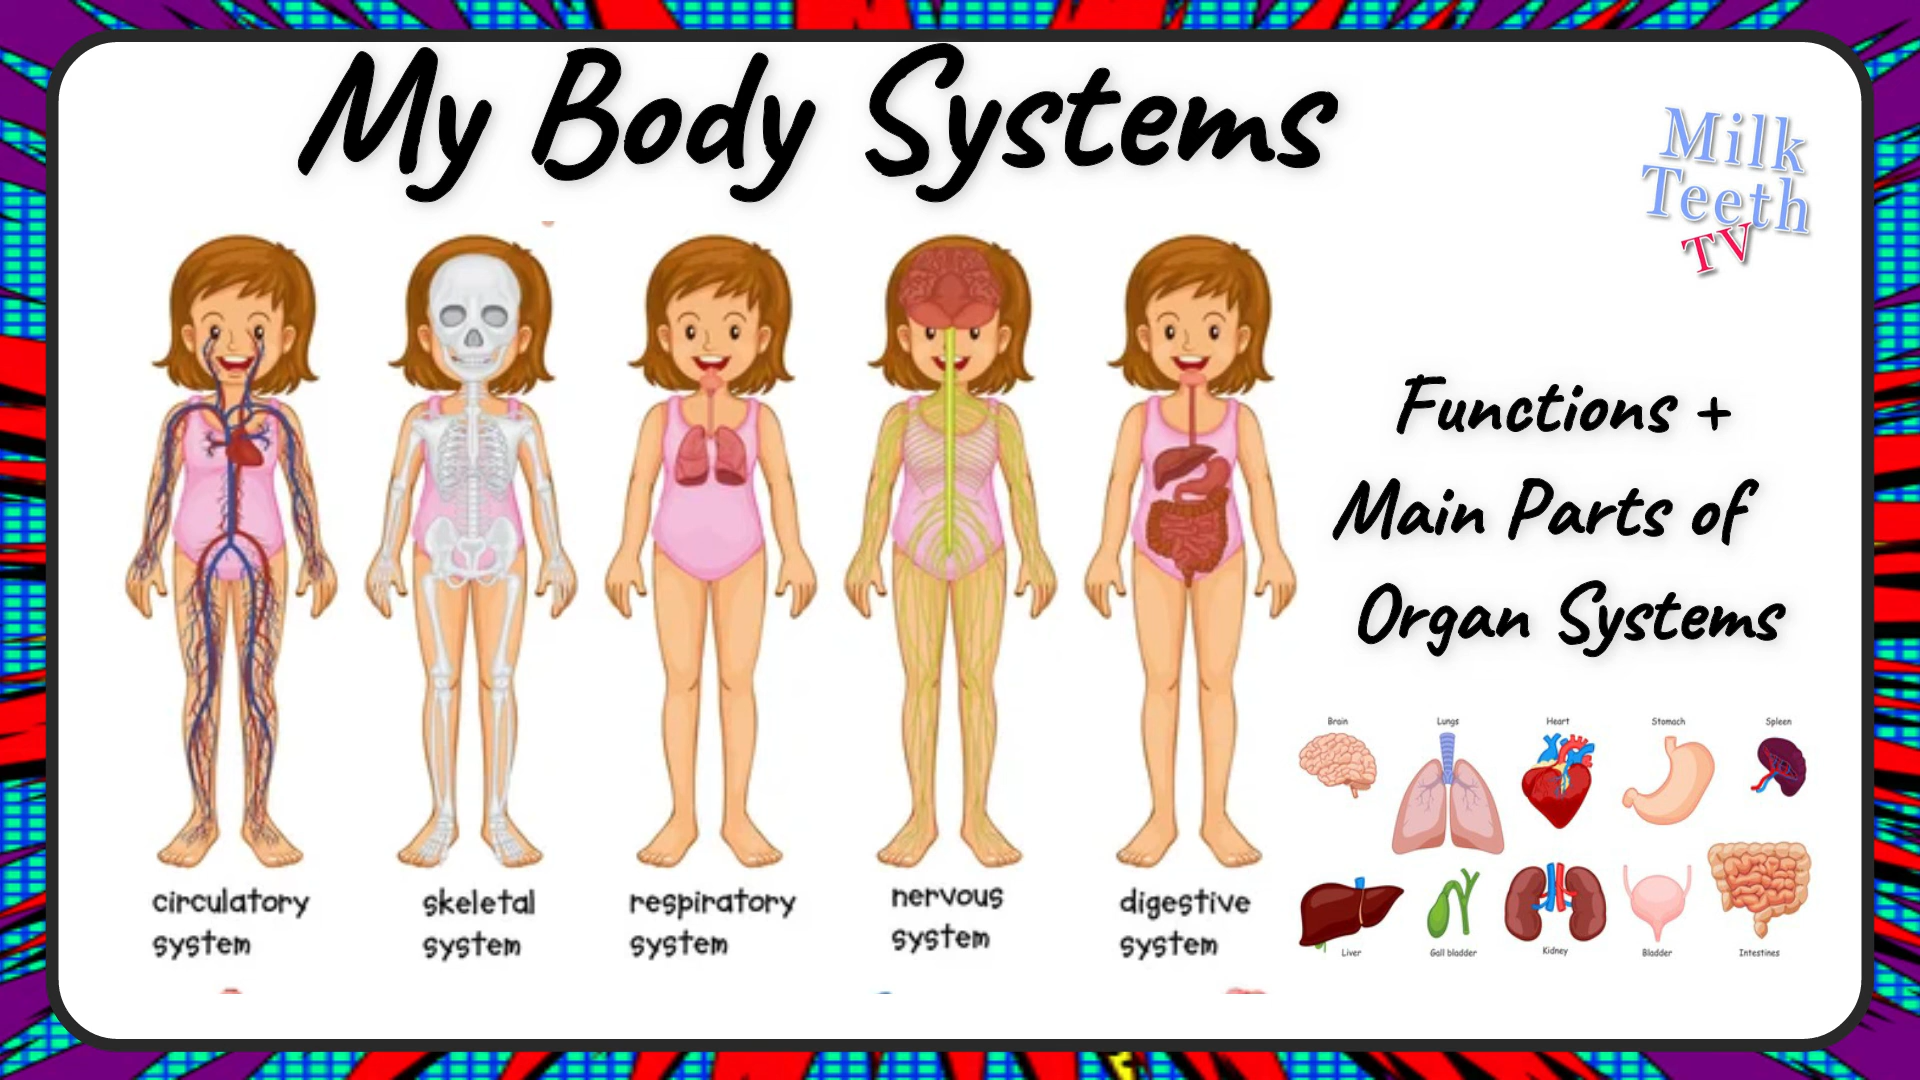 My Body Systems
Milk
Teeth
TV
Functions +
Main Parts of
Organ Systems
Brain
Lungs
Heart
Stomach
Spleen
Liver
Gall bladder
Kidney
Bladder
Intestines
circulatory
system
skeletal
system
respiratory
system
nervous
system
digestive
system